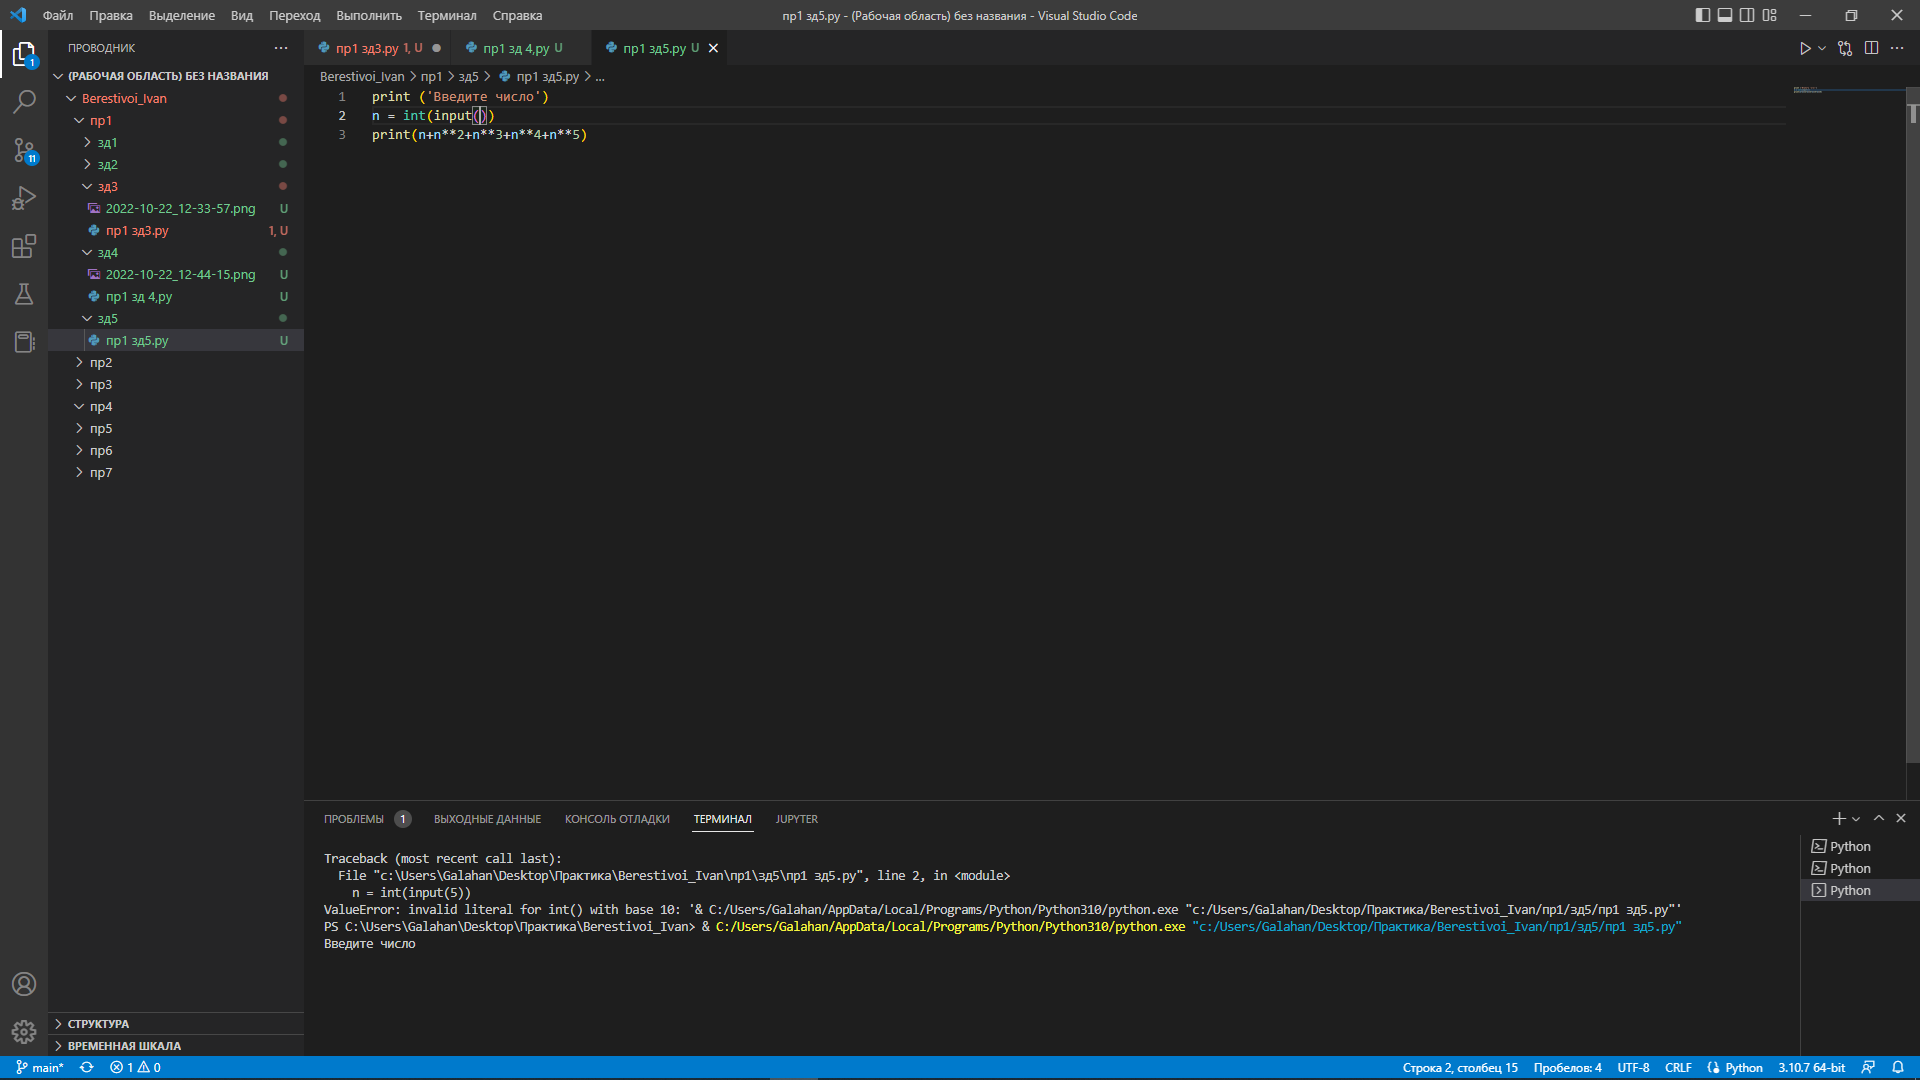 Файл Правка Выделение Вид Переход Выполнить Терминал Справка
пр1 зд5.py - (Рабочая область) без названия - Visual Studio Code
ПРОВОДНИК
1
11
(РАБОЧАЯ ОБЛАСТЬ) БЕЗ НАЗВАНИЯ
Berestivoi_Ivan
пр1
зд1
зд2
зд3
2022-10-22_12-33-57.png U
пр1 зд3.py 1, U
зд4
2022-10-22_12-44-15.png U
пр1 зд 4,py U
зд5
пр1 зд5.py U
пр2
пр3
пр4
пр5
пр6
пр7
СТРУКТУРА
ВРЕМЕННАЯ ШКАЛА
пр1 зд3.py 1, U
пр1 зд 4,py U
пр1 зд5.py U
Berestivoi_Ivan > пр1 > зд5 > пр1 зд5.py > ...
1 print ('Введите число')
2 n = int(input())
3 print(n+n**2+n**3+n**4+n**5)
ПРОБЛЕМЫ 1 ВЫХОДНЫЕ ДАННЫЕ КОНСОЛЬ ОТЛАДКИ ТЕРМИНАЛ JUPYTER
Traceback (most recent call last):
File "c:\Users\Galahan\Desktop\Практика\Berestivoi_Ivan\пр1\зд5\пр1 зд5.py", line 2, in <module>
n = int(input(5))
ValueError: invalid literal for int() with base 10: '& C:/Users/Galahan/AppData/Local/Programs/Python/Python310/python.exe "c:/Users/Galahan/Desktop/Практика/Berestivoi_Ivan/пр1/зд5/пр1 зд5.py"'
PS C:\Users\Galahan\Desktop\Практика\Berestivoi_Ivan> & C:/Users/Galahan/AppData/Local/Programs/Python/Python310/python.exe "c:/Users/Galahan/Desktop/Практика/Berestivoi_Ivan/пр1/зд5/пр1 зд5.py"
Введите число
Python
Python
Python
main* 1 0
Строка 2, столбец 15 Пробелов: 4 UTF-8 CRLF Python 3.10.7 64-bit